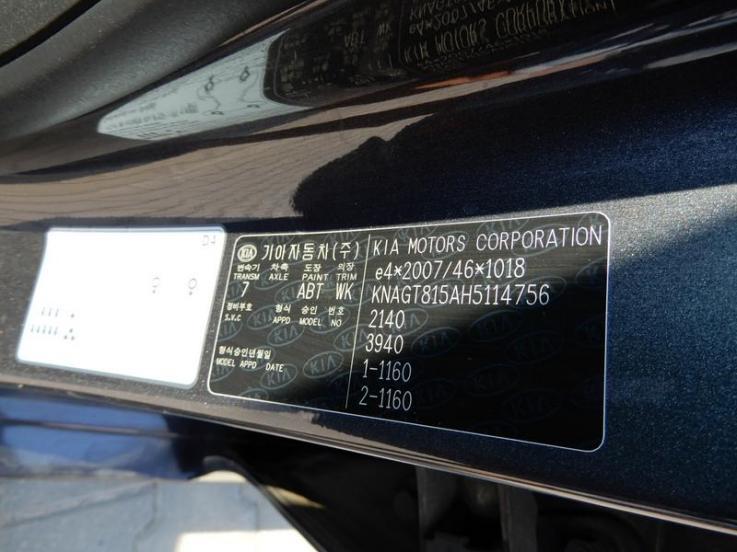 D4
KIA 기아자동차(주)
변속기 차축 도장 의장
TRANSM AXLE PAINT TRIM
7 ABT WK
정비부호 형식 승인 번호
S.V.C APPD MODEL NO
형식승인년월일
MODEL APPD DATE
KIA MOTORS CORPORATION
e4*2007/46*1018
KNAGT815AH5114756
2140
3940
1-1160
2-1160